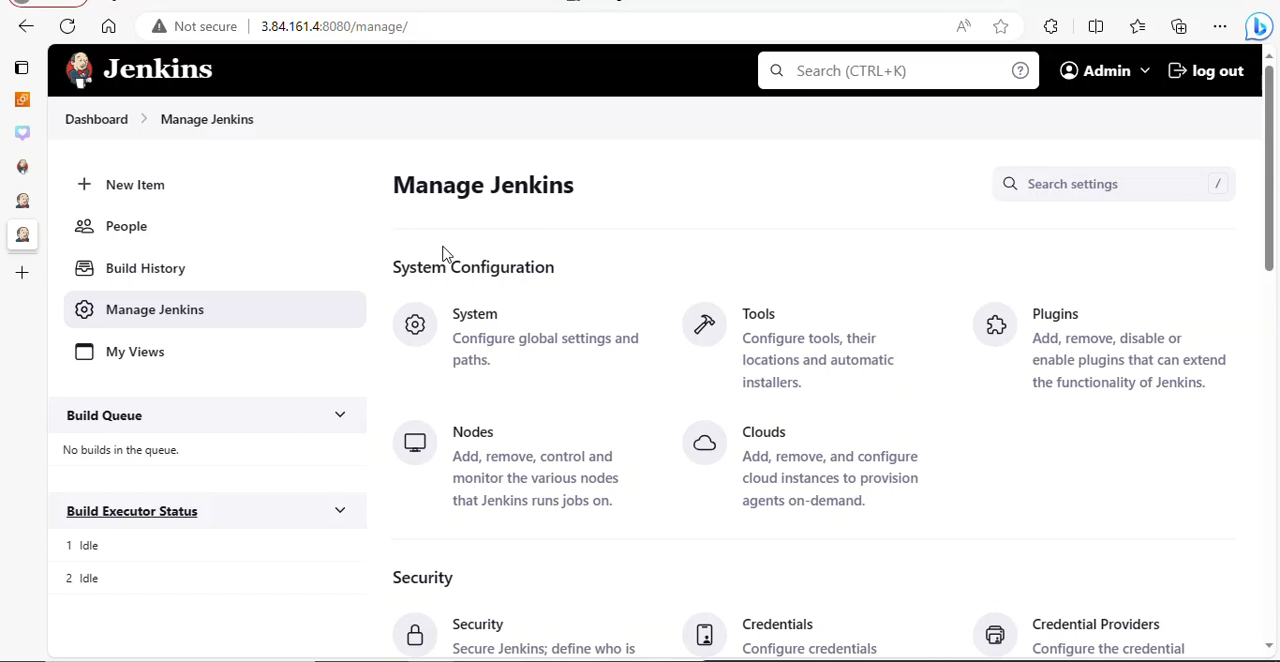 Not secure 3.84.161.4:8080/manage/
Jenkins
Search (CTRL+K)
Admin
log out
Dashboard
Manage Jenkins
New Item
People
Build History
Manage Jenkins
My Views
Build Queue
No builds in the queue.
Build Executor Status
1 Idle
2 Idle
Manage Jenkins
Search settings /
System Configuration
System
Configure global settings and
paths.
Tools
Configure tools, their
locations and automatic
installers.
Plugins
Add, remove, disable or
enable plugins that can extend
the functionality of Jenkins.
Nodes
Add, remove, control and
monitor the various nodes
that Jenkins runs jobs on.
Clouds
Add, remove, and configure
cloud instances to provision
agents on-demand.
Security
Security
Secure Jenkins; define who is
Credentials
Configure credentials
Credential Providers
Configure the credential